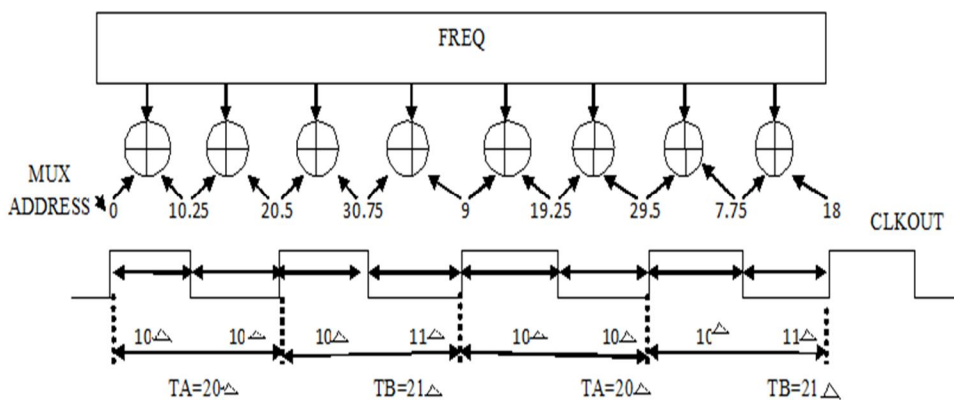 FREQ
MUX
ADDRESS
0 10.25 20.5 30.75 9 19.25 29.5 7.75 18
CLKOUT
10△ 10△ 10△ 11△ 10△ 10△ 10△ 11△
TA=20△ TB=21△ TA=20△ TB=21△